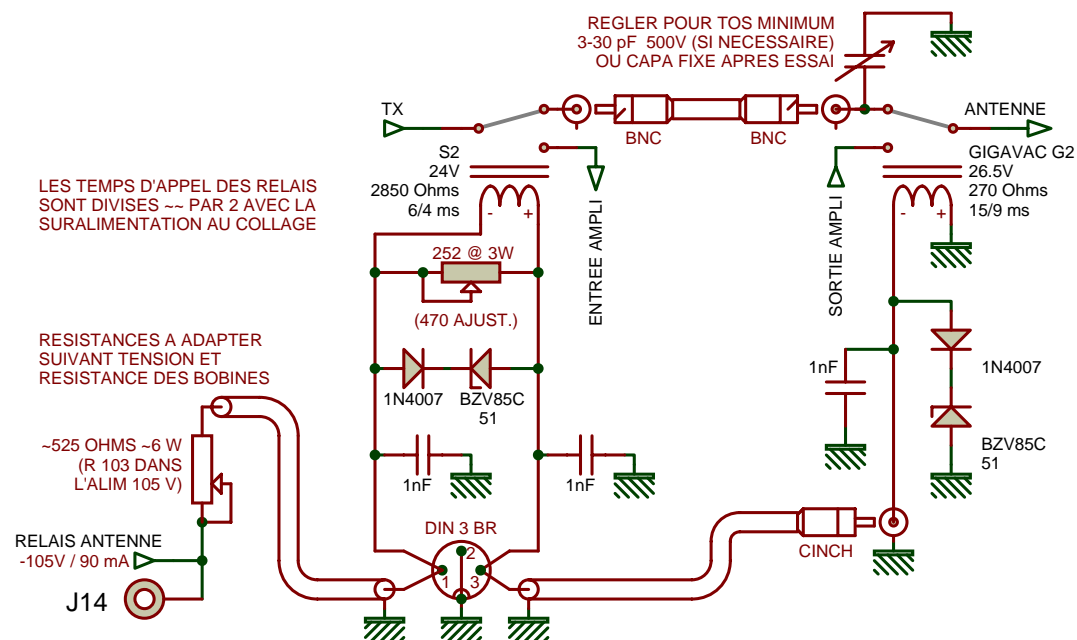 REGLER POUR TOS MINIMUM
3-30 pF 500V (SI NECESSAIRE)
OU CAPA FIXE APRES ESSAI
TX
BNC
BNC
ANTENNE
S2
24V
2850 Ohms
6/4 ms
- +
ENTREE AMPLI
SORTIE AMPLI
GIGAVAC G2
26.5V
270 Ohms
15/9 ms
- +
LES TEMPS D'APPEL DES RELAIS
SONT DIVISES ~~ PAR 2 AVEC LA
SURALIMENTATION AU COLLAGE
252 @ 3W
(470 AJUST.)
RESISTANCES A ADAPTER
SUIVANT TENSION ET
RESISTANCE DES BOBINES
1N4007
BZV85C
51
1nF
1N4007
BZV85C
51
~525 OHMS ~6 W
(R 103 DANS
L'ALIM 105 V)
1nF
1nF
DIN 3 BR
2
1
3
CINCH
RELAIS ANTENNE
-105V / 90 mA
J14